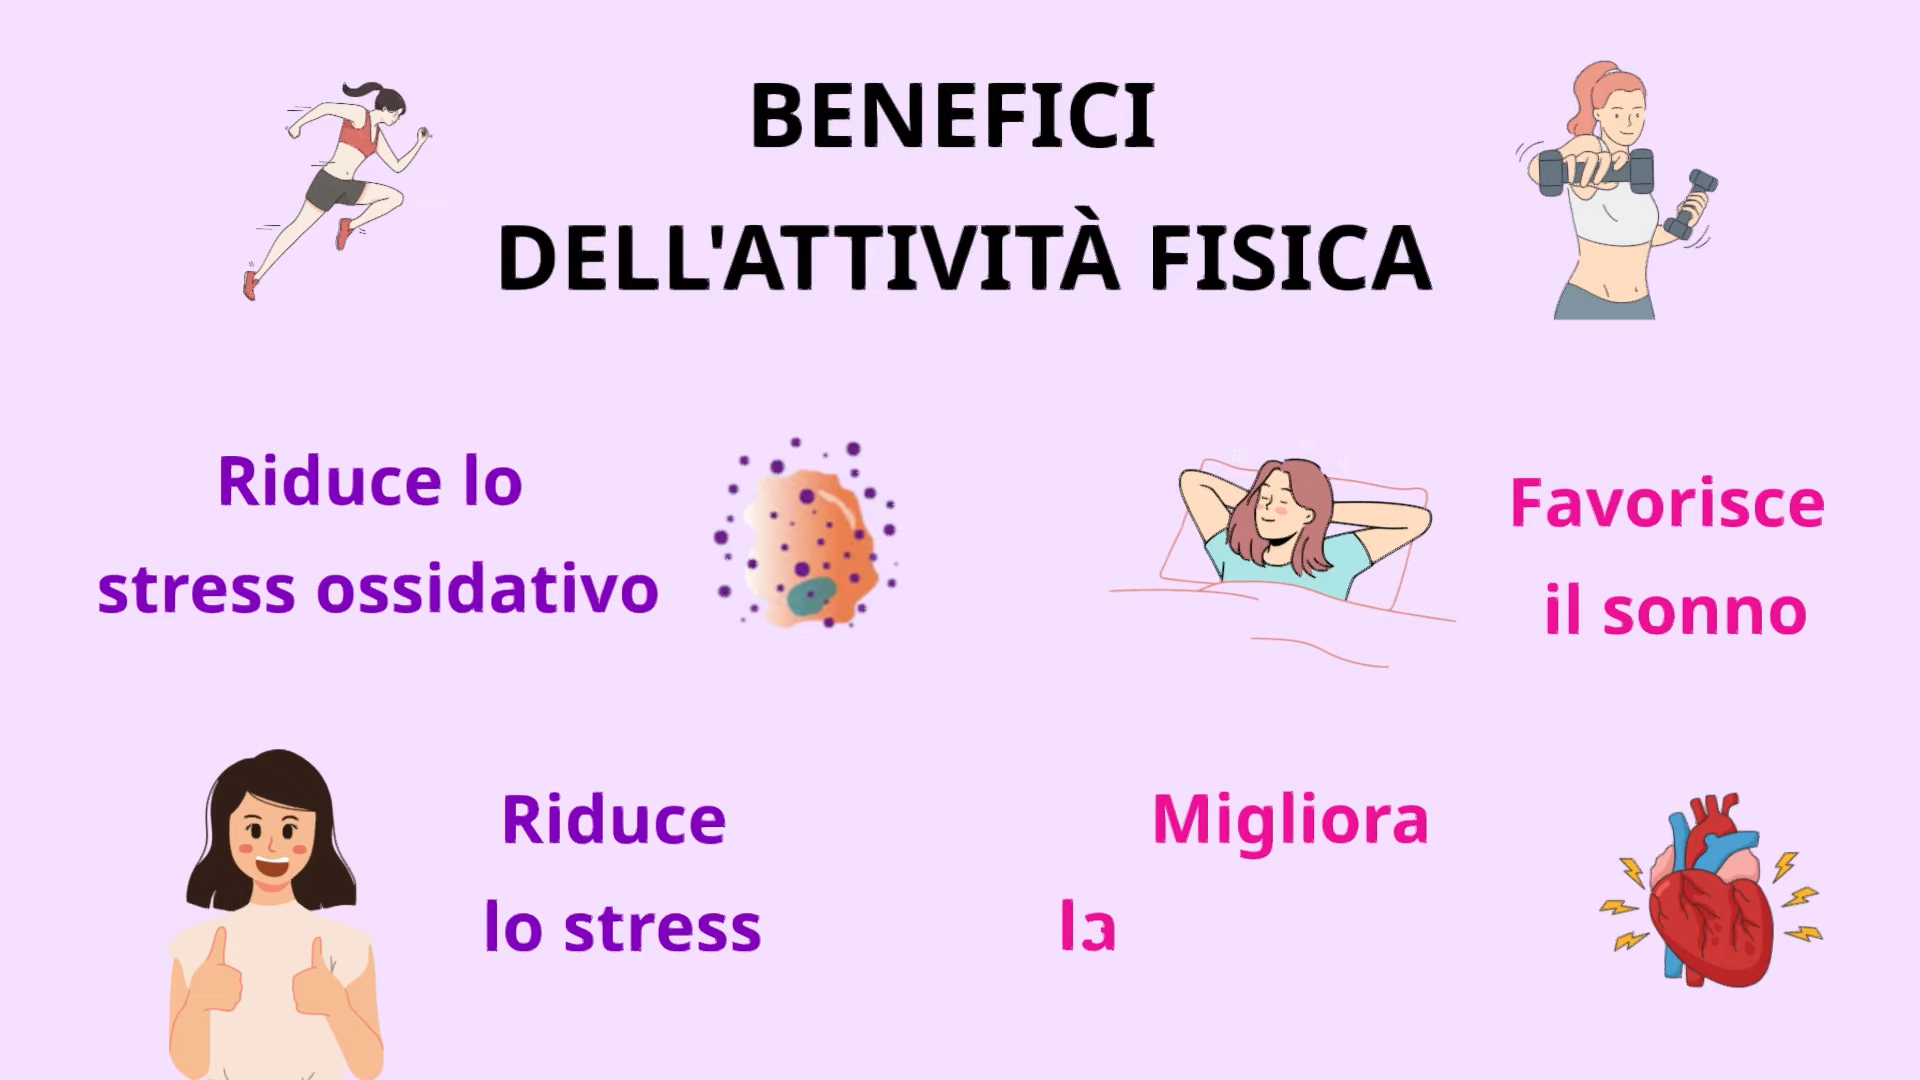 BENEFICI
DELL'ATTIVITÀ FISICA
Riduce lo
stress ossidativo
Favorisce
il sonno
Riduce
lo stress
Migliora
la